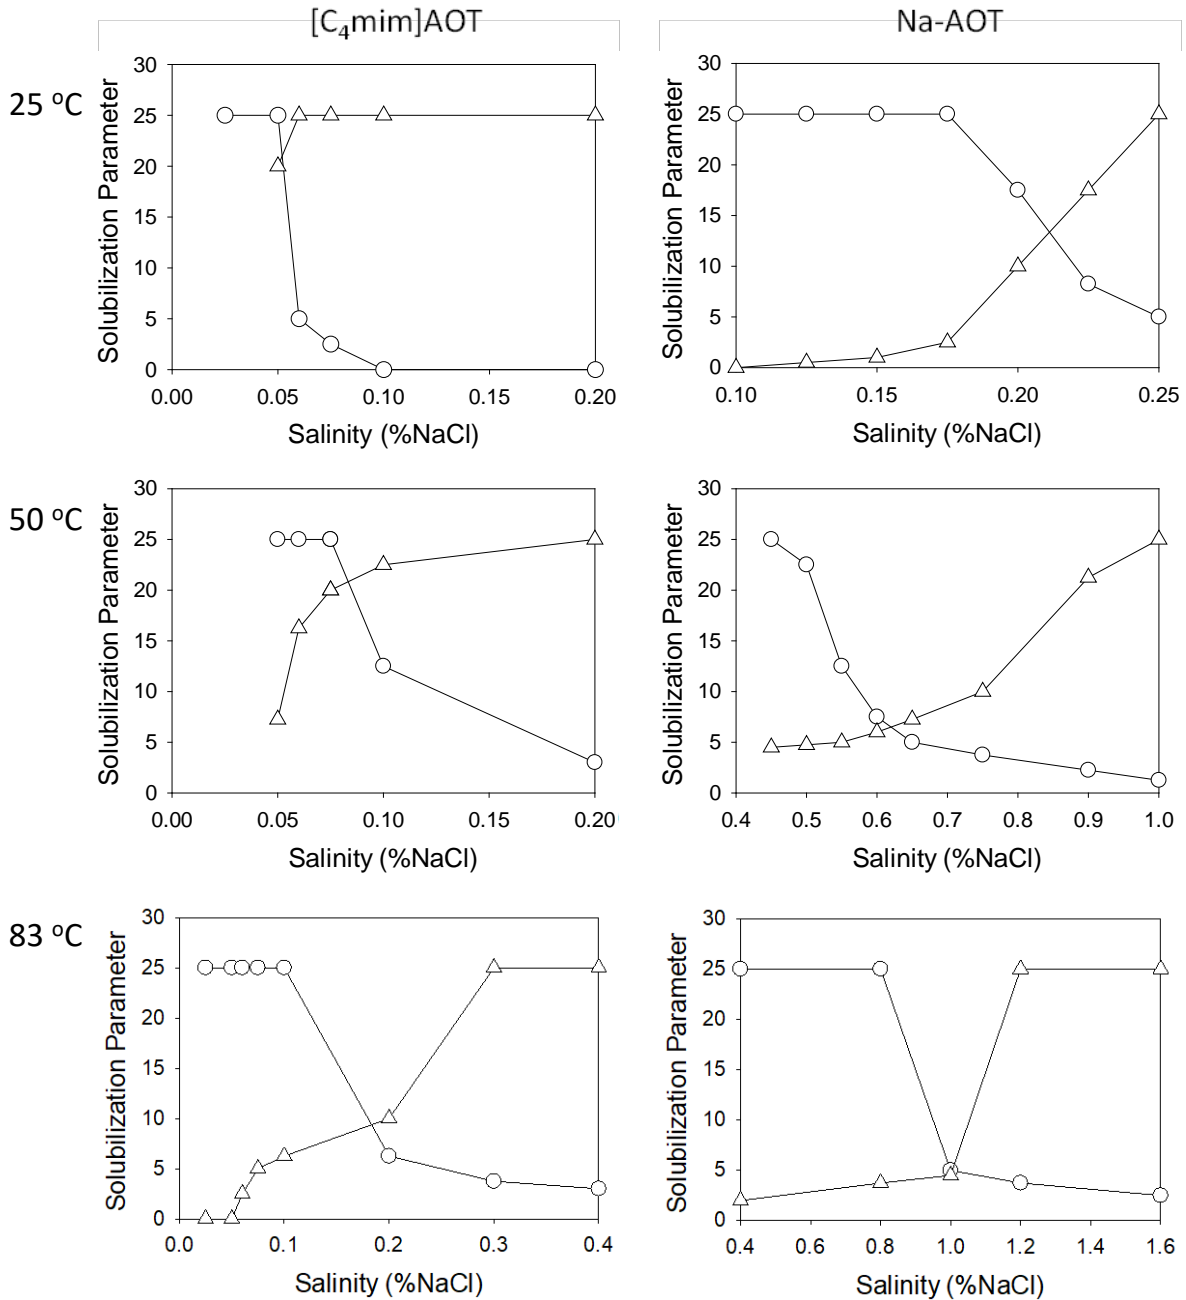 [C4mim]AOT
Na-AOT
25 oC
Solubilization Parameter
30
25
20
15
10
5
0
0.00 0.05 0.10 0.15 0.20
Salinity (%NaCl)
Solubilization Parameter
30
25
20
15
10
5
0
0.10 0.15 0.20 0.25
Salinity (%NaCl)
50 oC
Solubilization Parameter
30
25
20
15
10
5
0
0.00 0.05 0.10 0.15 0.20
Salinity (%NaCl)
Solubilization Parameter
30
25
20
15
10
5
0
0.4 0.5 0.6 0.7 0.8 0.9 1.0
Salinity (%NaCl)
83 oC
Solubilization Parameter
30
25
20
15
10
5
0
0.0 0.1 0.2 0.3 0.4
Salinity (%NaCl)
Solubilization Parameter
30
25
20
15
10
5
0
0.4 0.6 0.8 1.0 1.2 1.4 1.6
Salinity (%NaCl)